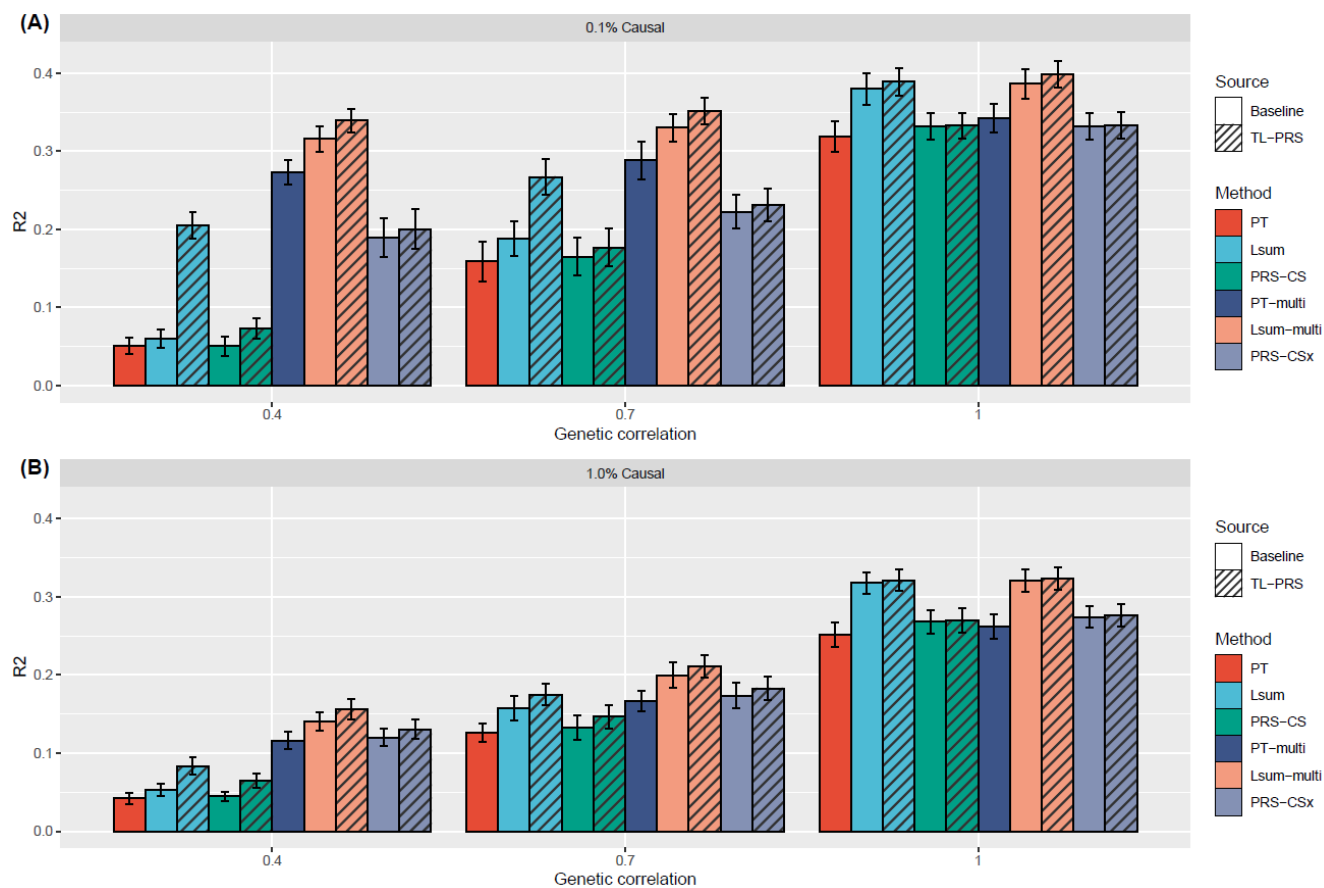 (A)
0.1% Causal
0.4
0.3
0.2
0.1
0.0
R2
0.4
0.7
1
Genetic correlation
Source
Baseline
TL−PRS
Method
PT
Lsum
PRS−CS
PT−multi
Lsum−multi
PRS−CSx
(B)
1.0% Causal
0.4
0.3
0.2
0.1
0.0
R2
0.4
0.7
1
Genetic correlation
Source
Baseline
TL−PRS
Method
PT
Lsum
PRS−CS
PT−multi
Lsum−multi
PRS−CSx